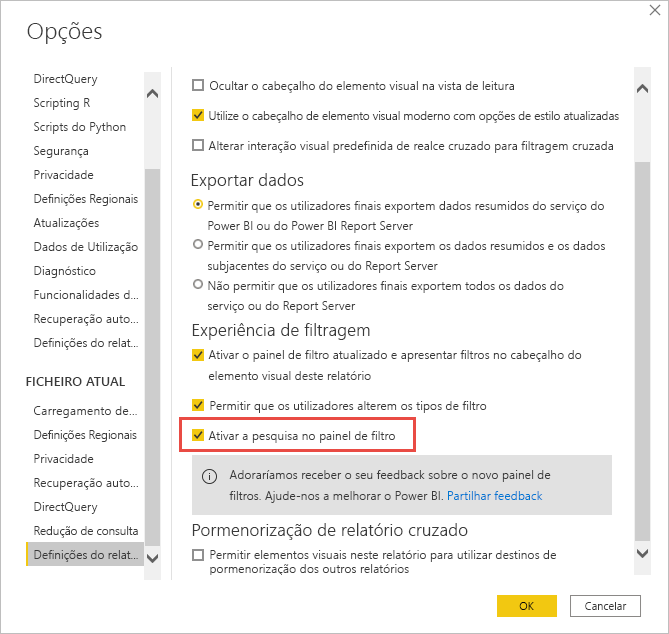 Opções
DirectQuery
Scripting R
Scripts do Python
Segurança
Privacidade
Definições Regionais
Atualizações
Dados de Utilização
Diagnóstico
Funcionalidades d...
Recuperação auto...
Definições do relat...
FICHEIRO ATUAL
Carregamento de...
Definições Regionais
Privacidade
Recuperação auto...
DirectQuery
Redução de consulta
Definições do relat...
Ocultar o cabeçalho do elemento visual na vista de leitura
Utilize o cabeçalho de elemento visual moderno com opções de estilo atualizadas
Alterar interação visual predefinida de realce cruzado para filtragem cruzada
Exportar dados
Permitir que os utilizadores finais exportem dados resumidos do serviço do
Power BI ou do Power BI Report Server
Permitir que os utilizadores finais exportem os dados resumidos e os dados
subjacentes do serviço ou do Report Server
Não permitir que os utilizadores finais exportem todos os dados do
serviço ou do Report Server
Experiência de filtragem
Ativar o painel de filtro atualizado e apresentar filtros no cabeçalho do
elemento visual deste relatório
Permitir que os utilizadores alterem os tipos de filtro
Ativar a pesquisa no painel de filtro
Adoraríamos receber o seu feedback sobre o novo painel de
filtros. Ajude-nos a melhorar o Power BI. Partilhar feedback
Pormenorização de relatório cruzado
Permitir elementos visuais neste relatório para utilizar destinos de
pormenorização dos outros relatórios
OK
Cancelar